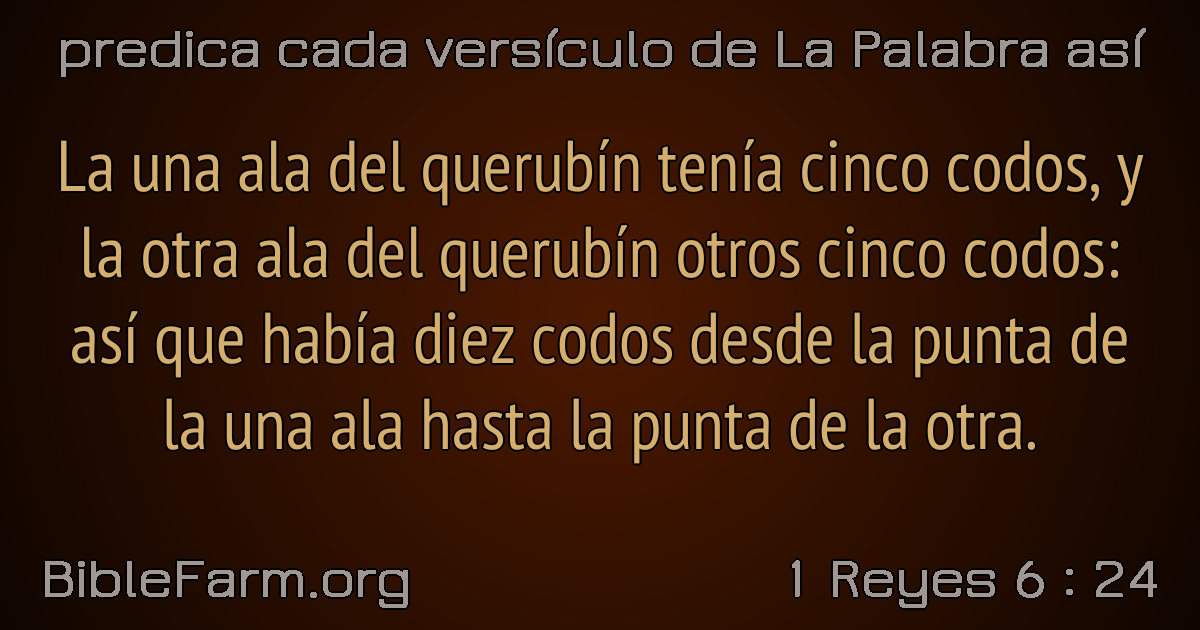 predica cada versículo de La Palabra así
La una ala del querubín tenía cinco codos, y
la otra ala del querubín otros cinco codos:
así que había diez codos desde la punta de
la una ala hasta la punta de la otra.
BibleFarm.org
1 Reyes 6 : 24